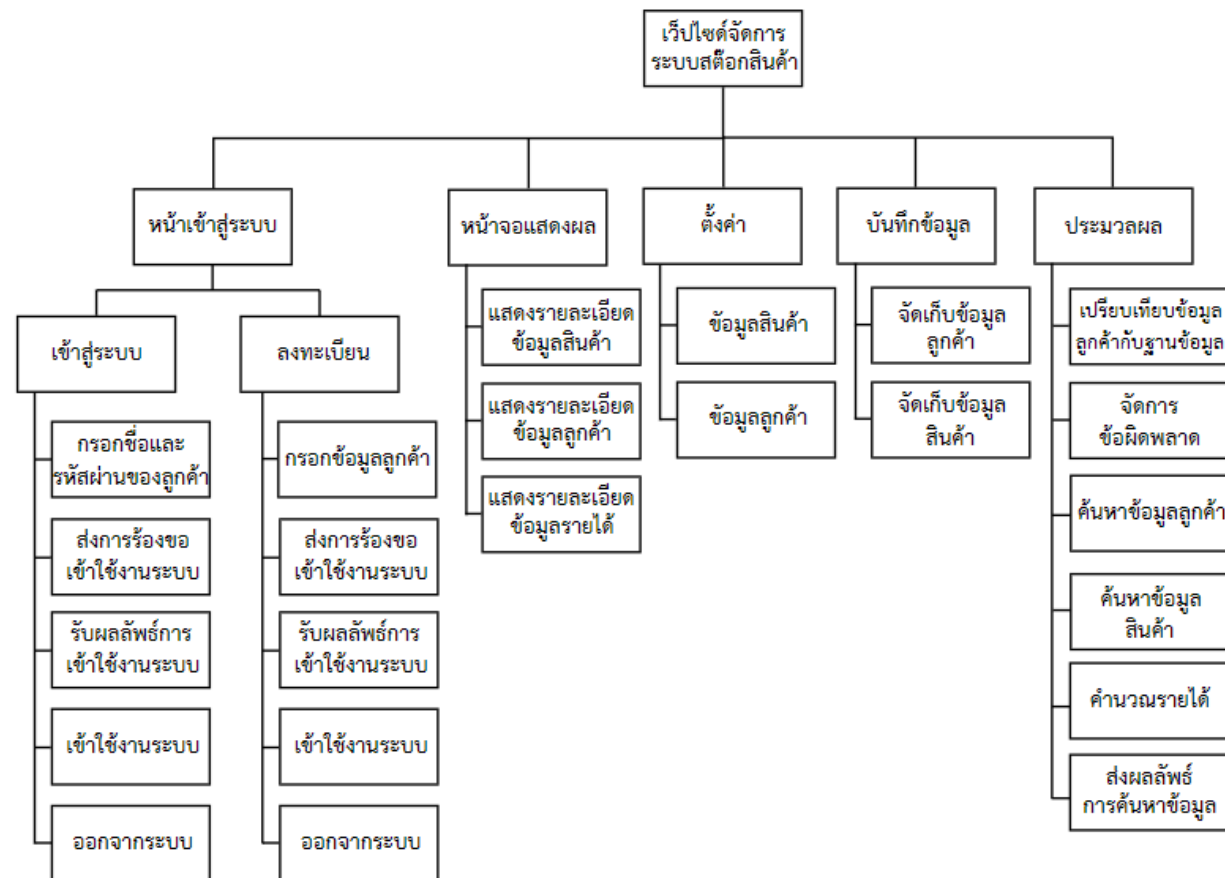 เว็ปไซด์จัดการ
ระบบสต๊อกสินค้า
หน้าเข้าสู่ระบบ
หน้าจอแสดงผล
ตั้งค่า
บันทึกข้อมูล
ประมวลผล
เข้าสู่ระบบ
ลงทะเบียน
กรอกชื่อและ
รหัสผ่านของลูกค้า
ส่งการร้องขอ
เข้าใช้งานระบบ
รับผลลัพธ์การ
เข้าใช้งานระบบ
เข้าใช้งานระบบ
ออกจากระบบ
กรอกข้อมูลลูกค้า
ส่งการร้องขอ
เข้าใช้งานระบบ
รับผลลัพธ์การ
เข้าใช้งานระบบ
เข้าใช้งานระบบ
ออกจากระบบ
แสดงรายละเอียด
ข้อมูลสินค้า
แสดงรายละเอียด
ข้อมูลลูกค้า
แสดงรายละเอียด
ข้อมูลรายได้
ข้อมูลสินค้า
ข้อมูลลูกค้า
จัดเก็บข้อมูล
ลูกค้า
จัดเก็บข้อมูล
สินค้า
เปรียบเทียบข้อมูล
ลูกค้ากับฐานข้อมูล
จัดการ
ข้อผิดพลาด
ค้นหาข้อมูลลูกค้า
ค้นหาข้อมูล
สินค้า
คำนวณรายได้
ส่งผลลัพธ์
การค้นหาข้อมูล